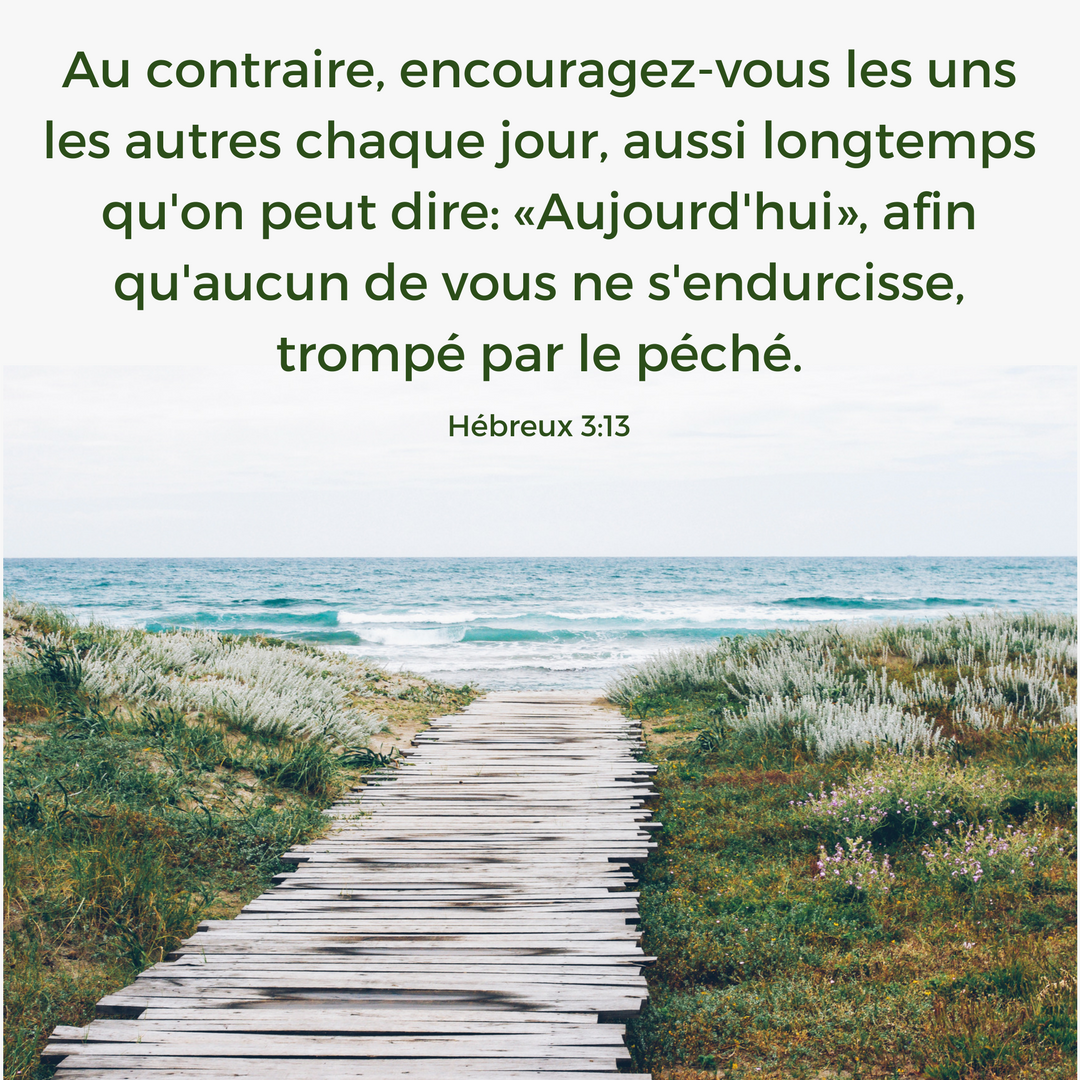 Au contraire, encouragez-vous les uns
les autres chaque jour, aussi longtemps
qu'on peut dire: «Aujourd'hui», afin
qu'aucun de vous ne s'endurcisse,
trompé par le péché.
Hébreux 3:13